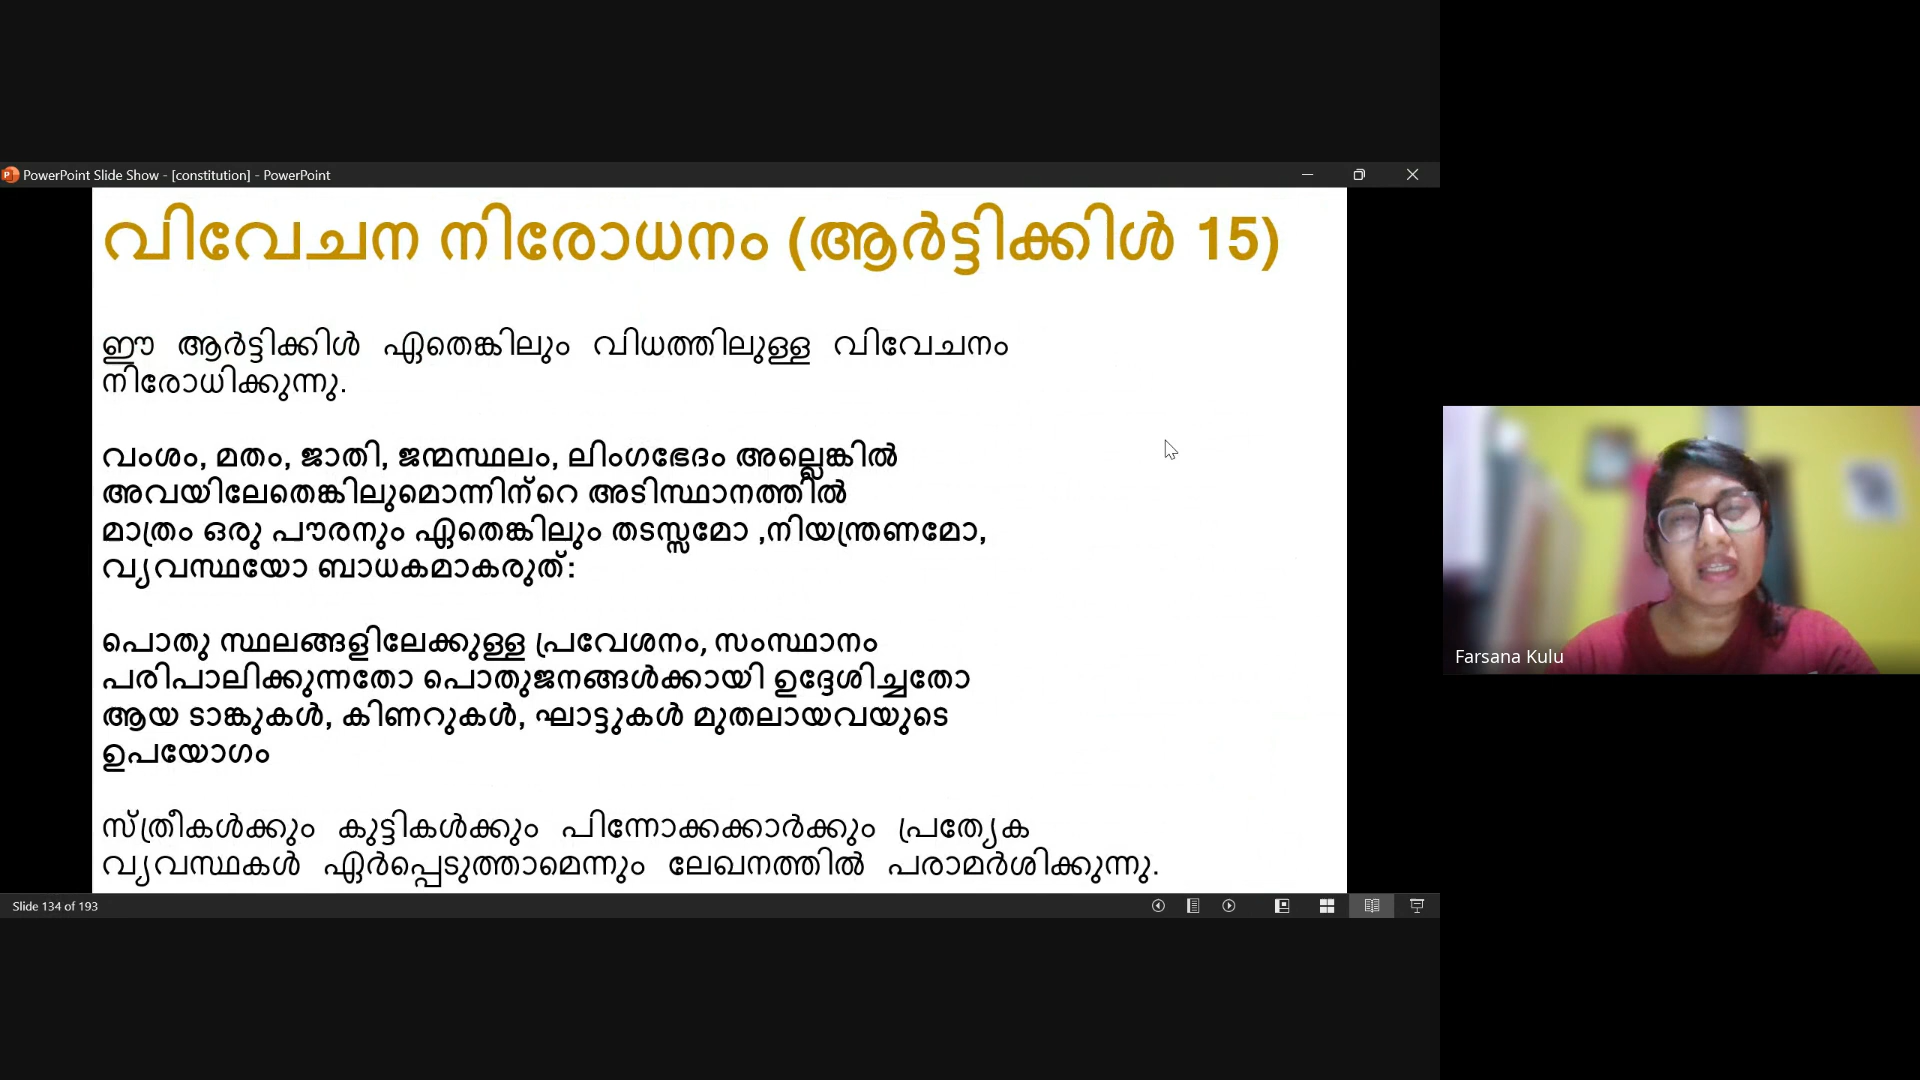 PowerPoint Slide Show - [constitution] - PowerPoint
വിവേചന നിരോധനം (ആർട്ടിക്കിൾ 15)
ഈ ആർട്ടിക്കിൾ ഏതെങ്കിലും വിധത്തിലുള്ള വിവേചനം
നിരോധിക്കുന്നു.
വംശം, മതം, ജാതി, ജന്മസ്ഥലം, ലിംഗഭേദം അല്ലെങ്കിൽ
അവയിലേതെങ്കിലുമൊന്നിന്റെ അടിസ്ഥാനത്തിൽ
മാത്രം ഒരു പൗരനും ഏതെങ്കിലും തടസ്സമോ ,നിയന്ത്രണമോ,
വ്യവസ്ഥയോ ബാധകമാകരുത്:
പൊതു സ്ഥലങ്ങളിലേക്കുള്ള പ്രവേശനം, സംസ്ഥാനം
പരിപാലിക്കുന്നതോ പൊതുജനങ്ങൾക്കായി ഉദ്ദേശിച്ചതോ
ആയ ടാങ്കുകൾ, കിണറുകൾ, ഘാട്ടുകൾ മുതലായവയുടെ
ഉപയോഗം
സ്ത്രീകൾക്കും കുട്ടികൾക്കും പിന്നോക്കക്കാർക്കും പ്രത്യേക
വ്യവസ്ഥകൾ ഏർപ്പെടുത്താമെന്നും ലേഖനത്തിൽ പരാമർശിക്കുന്നു.
Slide 134 of 193
Farsana Kulu